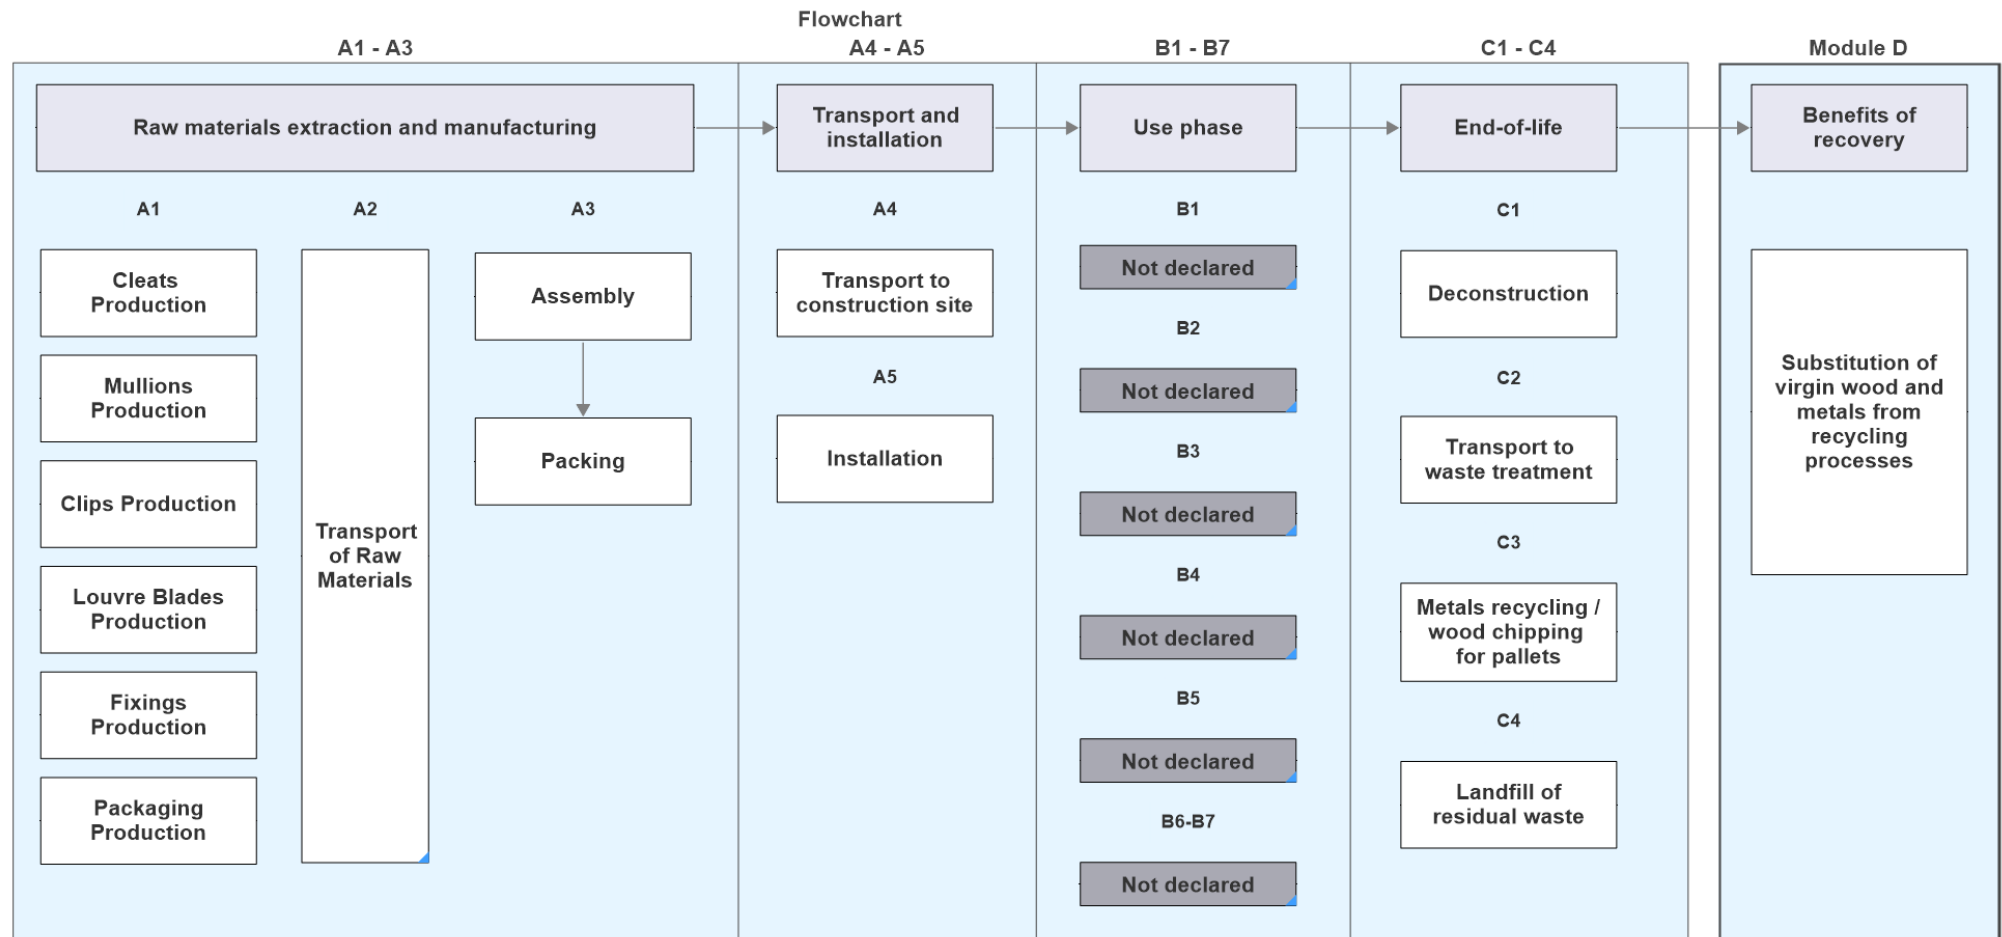 Flowchart
A1 - A3
A4 - A5
B1 - B7
C1 - C4
Module D
Raw materials extraction and manufacturing
Transport and
installation
Use phase
End-of-life
Benefits of
recovery
A1
Cleats
Production
Mullions
Production
Clips Production
Louvre Blades
Production
Fixings
Production
Packaging
Production
A2
Transport
of Raw
Materials
A3
Assembly
Packing
A4
Transport to
construction site
A5
Installation
B1
Not declared
B2
Not declared
B3
Not declared
B4
Not declared
B5
Not declared
B6-B7
Not declared
C1
Deconstruction
C2
Transport to
waste treatment
C3
Metals recycling /
wood chipping
for pallets
C4
Landfill of
residual waste
Substitution of
virgin wood and
metals from
recycling
processes